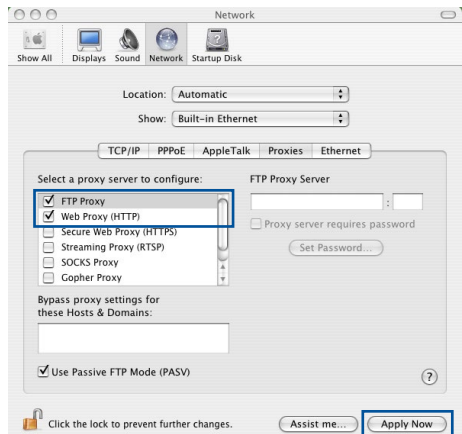 Network
Show All Displays Sound Network Startup Disk
Location: Automatic
Show: Built-in Ethernet
TCP/IP PPPoE AppleTalk Proxies Ethernet
Select a proxy server to configure:
FTP Proxy
Web Proxy (HTTP)
Secure Web Proxy (HTTPS)
Streaming Proxy (RTSP)
SOCKS Proxy
Gopher Proxy
FTP Proxy Server
:
Proxy server requires password
Set Password...
Bypass proxy settings for
these Hosts & Domains:
Use Passive FTP Mode (PASV)
?
Click the lock to prevent further changes.
Assist me... Apply Now